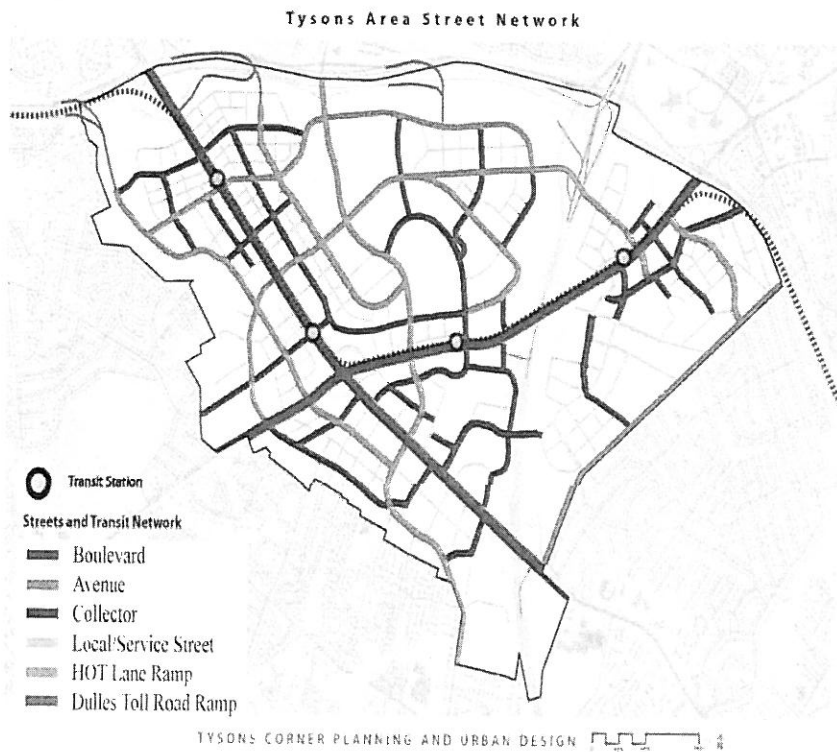 Tysons Area Street Network
Transit Station
Streets and Transit Network
Boulevard
Avenue
Collector
Local/Service Street
HOT Lane Ramp
Dulles Toll Road Ramp
TYSONS CORNER PLANNING AND URBAN DESIGN